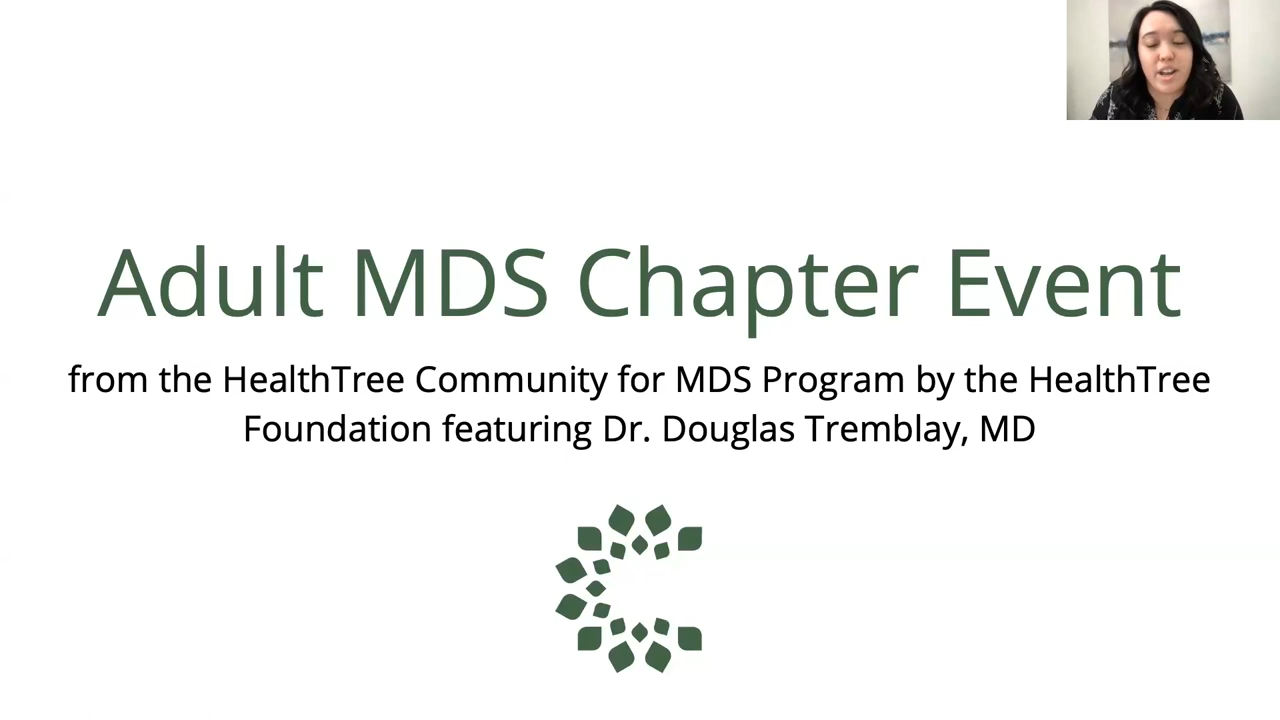 Adult MDS Chapter Event
from the HealthTree Community for MDS Program by the HealthTree
Foundation featuring Dr. Douglas Tremblay, MD